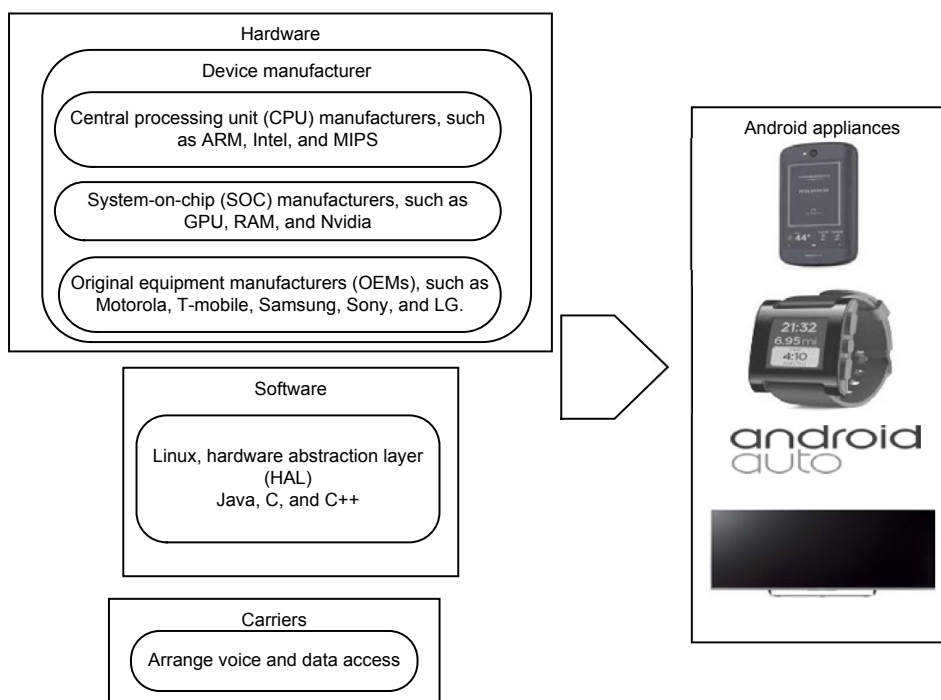 Hardware
Device manufacturer
Central processing unit (CPU) manufacturers, such
as ARM, Intel, and MIPS
System-on-chip (SOC) manufacturers, such as
GPU, RAM, and Nvidia
Original equipment manufacturers (OEMs), such as
Motorola, T-mobile, Samsung, Sony, and LG.
Software
Linux, hardware abstraction layer
(HAL)
Java, C, and C++
Carriers
Arrange voice and data access
Android appliances
44°
21:32
6.95 mi
4:10
android
auto